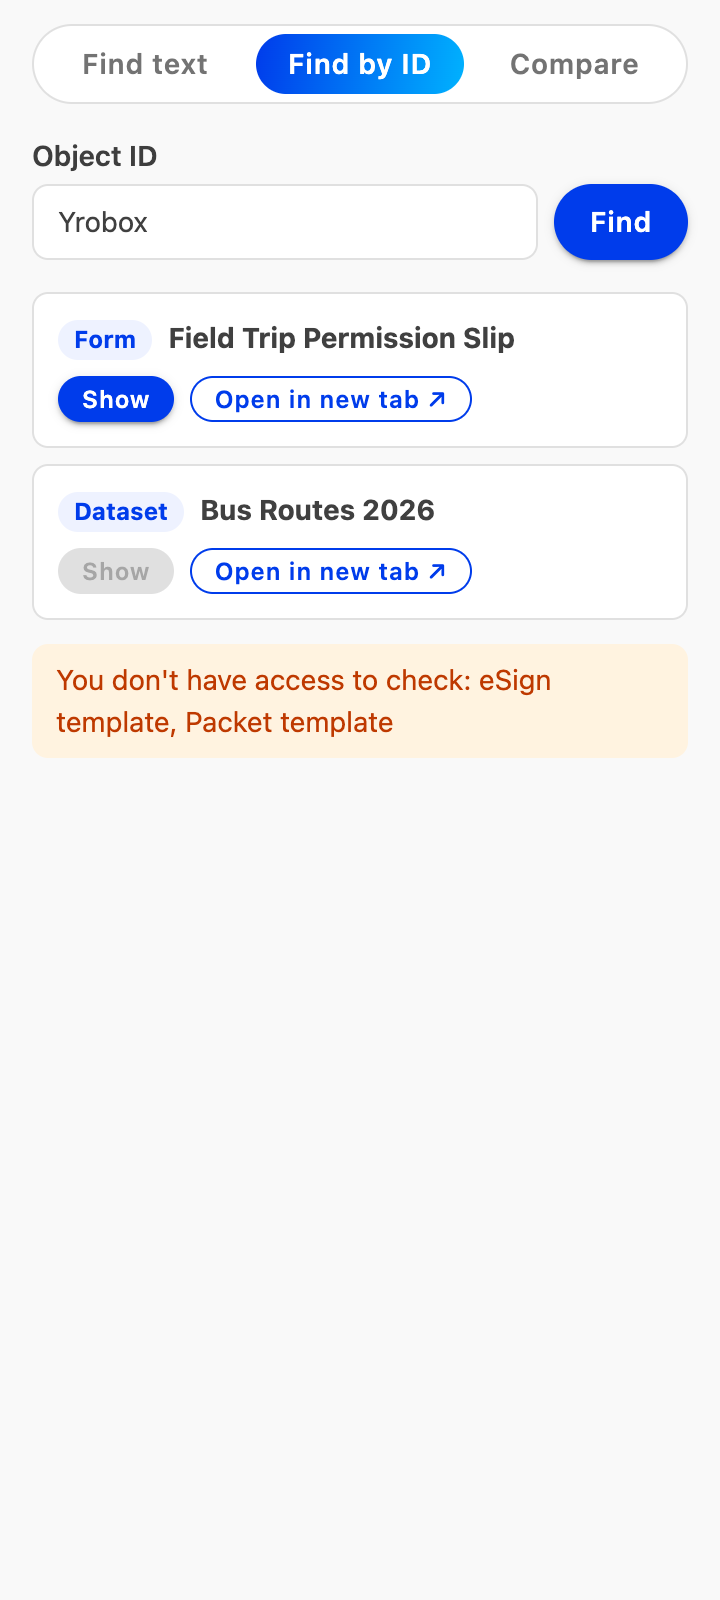 Find text
Find by ID
Compare
Object ID
Yrobox
Find
Form
Field Trip Permission Slip
Show
Open in new tab ↗
Dataset
Bus Routes 2026
Show
Open in new tab ↗
You don't have access to check: eSign
template, Packet template